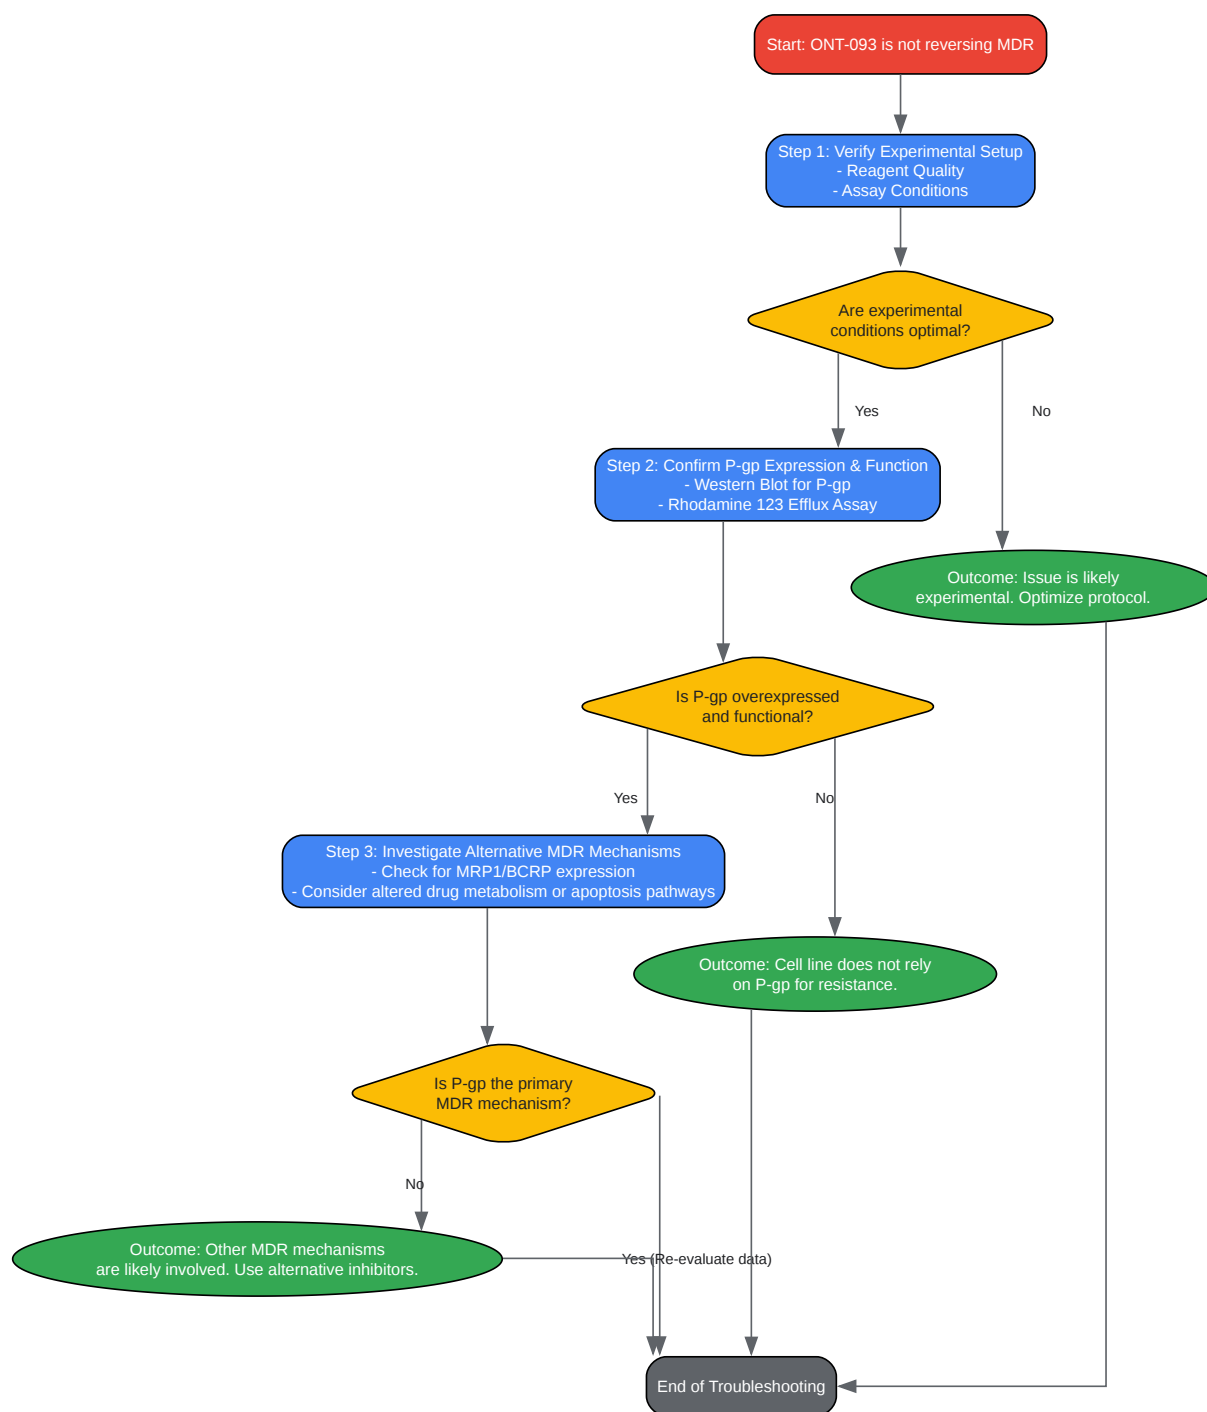 Start: ONT-093 is not reversing MDR
Step 1: Verify Experimental Setup
- Reagent Quality
- Assay Conditions
Are experimental
conditions optimal?
Yes
No
Step 2: Confirm P-gp Expression & Function
- Western Blot for P-gp
- Rhodamine 123 Efflux Assay
Outcome: Issue is likely
experimental. Optimize protocol.
Is P-gp overexpressed
and functional?
Yes
No
Step 3: Investigate Alternative MDR Mechanisms
- Check for MRP1/BCRP expression
- Consider altered drug metabolism or apoptosis pathways
Outcome: Cell line does not rely
on P-gp for resistance.
Is P-gp the primary
MDR mechanism?
No
Outcome: Other MDR mechanisms
are likely involved. Use alternative inhibitors.
Yes (Re-evaluate data)
End of Troubleshooting